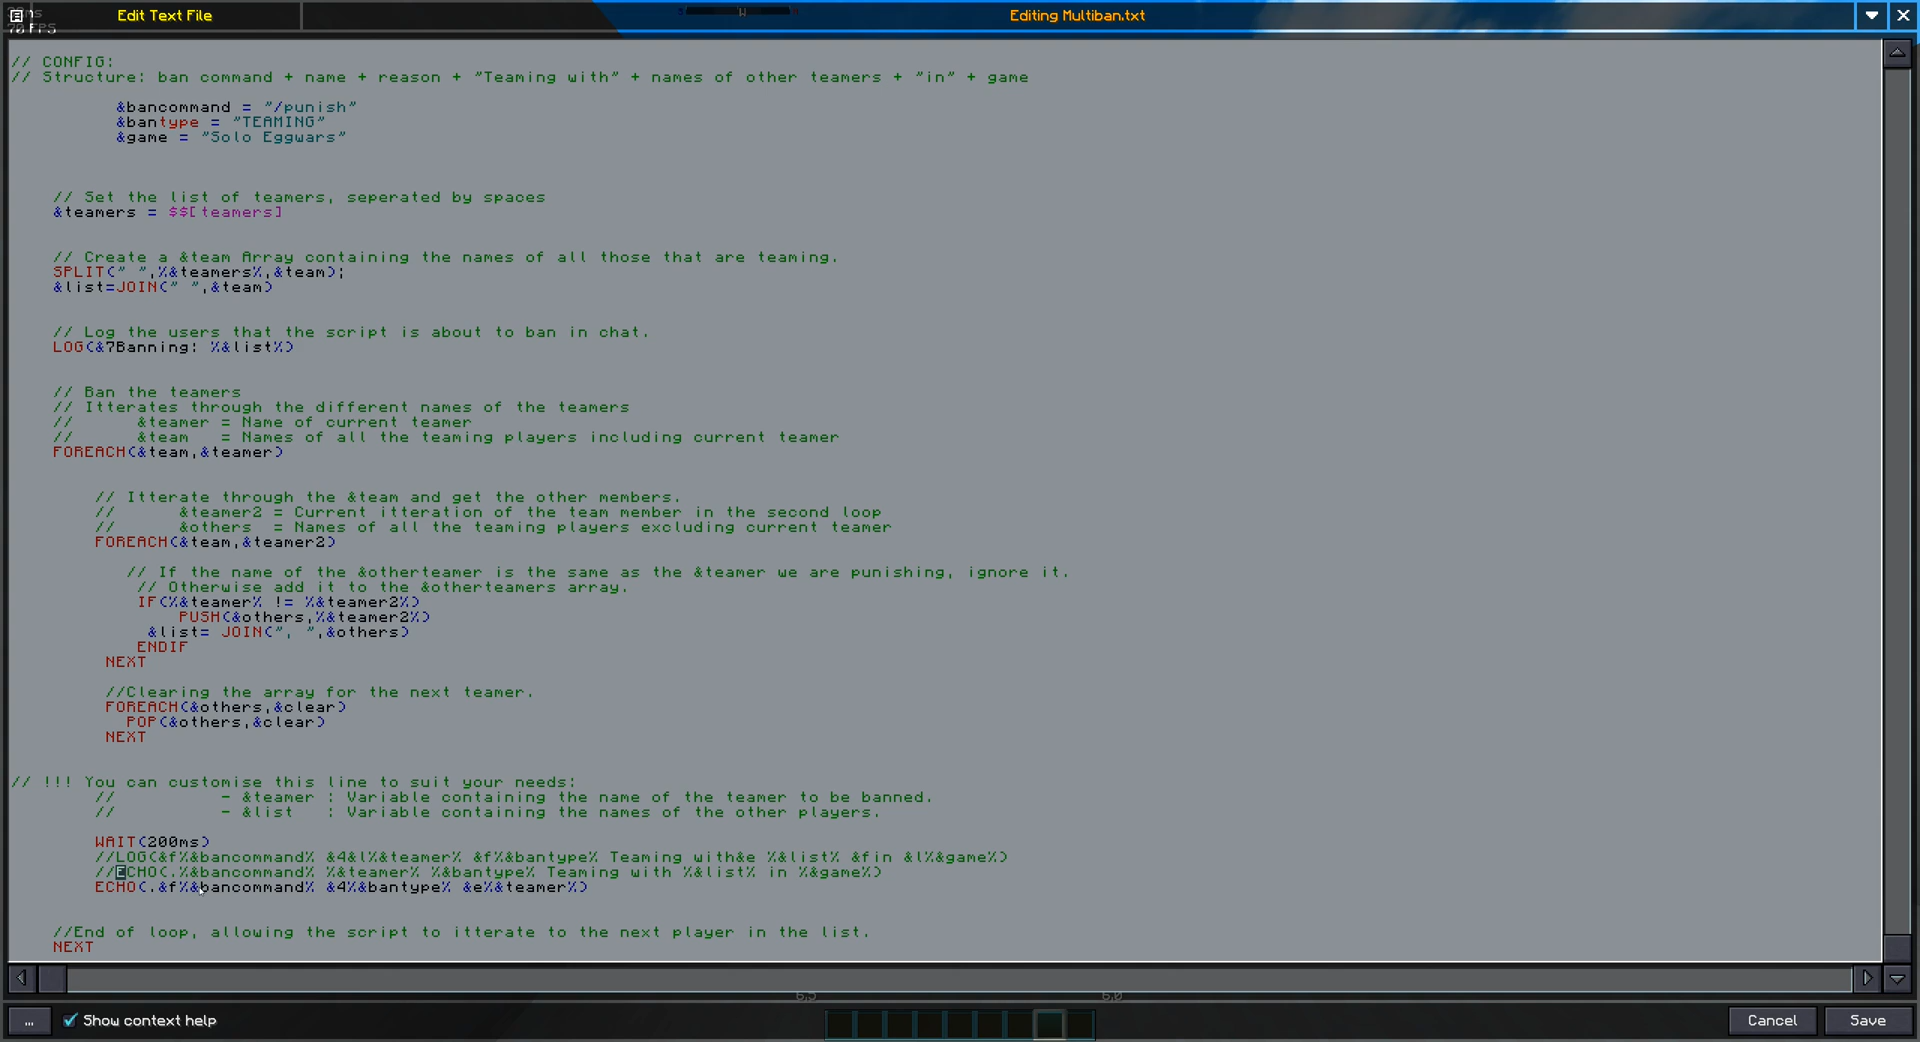 Edit Text File
Editing Multiban.txt
// CONFIG:
// Structure: ban command + name + reason + "Teaming with" + names of other teamers + "in" + game
&bancommand = "/punish"
&bantype = "TEAMING"
&game = "Solo Eggwars"
// Set the list of teamers, seperated by spaces
&teamers = $$[teamers]
// Create a &team Array containing the names of all those that are teaming.
SPLIT(" ",%&teamers%,&team);
&list=JOIN(" ",&team)
// Log the users that the script is about to ban in chat.
LOG(&7Banning: %&list%)
// Ban the teamers
// Itterates through the different names of the teamers
// &teamer = Name of current teamer
// &team = Names of all the teaming players including current teamer
FOREACH(&team,&teamer)
// Itterate through the &team and get the other members.
// &teamer2 = Current itteration of the team member in the second loop
// &others = Names of all the teaming players excluding current teamer
FOREACH(&team,&teamer2)
// If the name of the &otherteamer is the same as the &teamer we are punishing, ignore it.
// Otherwise add it to the &otherteamers array.
IF(%&teamer% != %&teamer2%)
PUSH(&others,%&teamer2%)
&list= JOIN(", ",&others)
ENDIF
NEXT
//Clearing the array for the next teamer.
FOREACH(&others,&clear)
POP(&others,&clear)
NEXT
// !!! You can customise this line to suit your needs:
// - &teamer : Variable containing the name of the teamer to be banned.
// - &list : Variable containing the names of the other players.
WAIT(200ms)
//LOG(&f%&bancommand% &4&l%&teamer% &f%&bantype% Teaming with&e %&list% &fin &l%&game%)
//ECHO(.%&bancommand% %&teamer% %&bantype% Teaming with %&list% in %&game%)
ECHO(.&f%&bancommand% &4%&bantype% &e%&teamer%)
//End of loop, allowing the script to itterate to the next player in the list.
NEXT
... Show context help
Cancel
Save